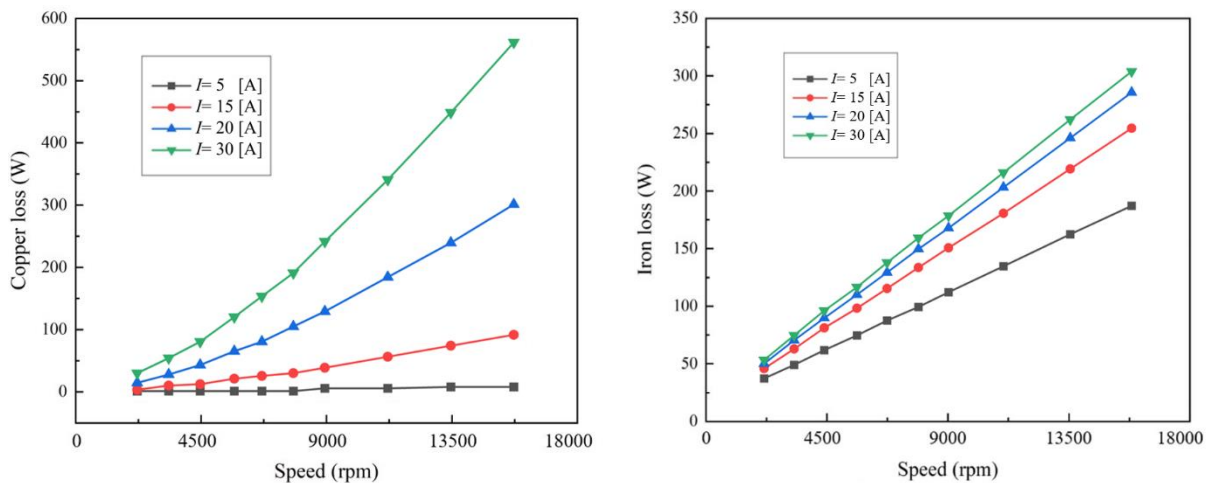 600
500
400
300
200
100
0
Copper loss (W)
I= 5 [A]
I= 15 [A]
I= 20 [A]
I= 30 [A]
0 4500 9000 13500 18000
Speed (rpm)
350
300
250
200
150
100
50
0
Iron loss (W)
I= 5 [A]
I= 15 [A]
I= 20 [A]
I= 30 [A]
0 4500 9000 13500 18000
Speed (rpm)